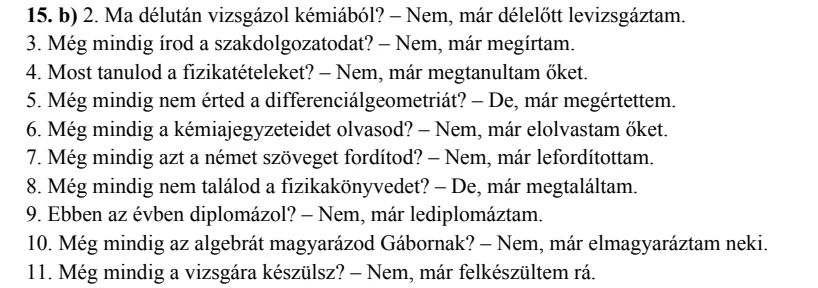 15. b) 2. Ma délután vizsgázol kémiából? – Nem, már délelőtt levizsgáztam.
3. Még mindig írod a szakdolgozatodat? – Nem, már megírtam.
4. Most tanulod a fizikatételeket? – Nem, már megtanultam őket.
5. Még mindig nem érted a differenciálgeometriát? – De, már megértettem.
6. Még mindig a kémiajegyzeteidet olvasod? – Nem, már elolvastam őket.
7. Még mindig azt a német szöveget fordítod? – Nem, már lefordítottam.
8. Még mindig nem találod a fizikakönyvedet? – De, már megtaláltam.
9. Ebben az évben diplomázol? – Nem, már lediplomáztam.
10. Még mindig az algebrát magyarázod Gábornak? – Nem, már elmagyaráztam neki.
11. Még mindig a vizsgára készülsz? – Nem, már felkészültem rá.